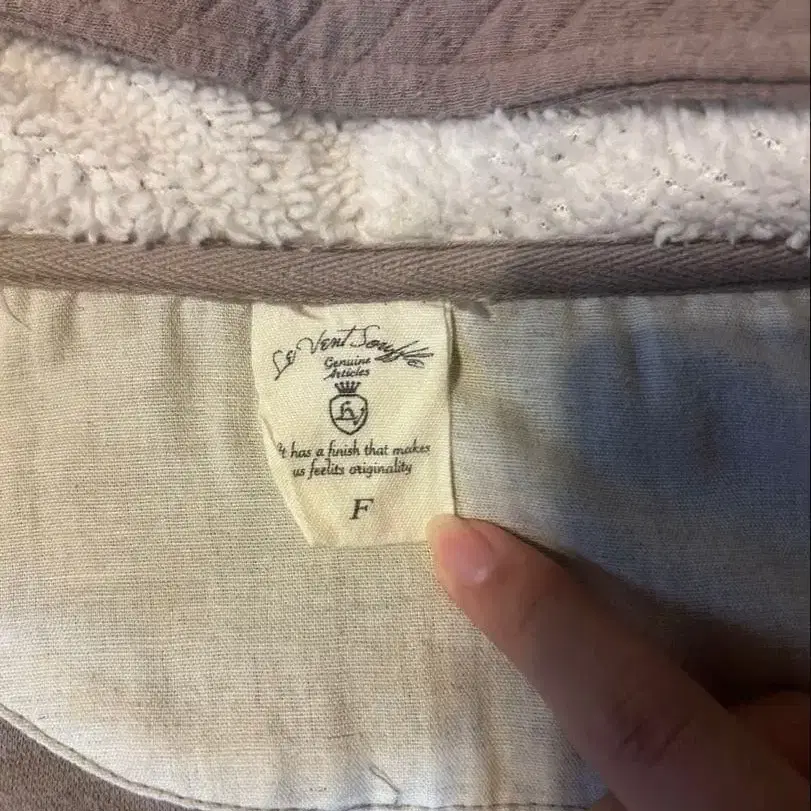 Le Vent Souffle
Genuine
Articles
It has a finish that makes
us feelits originality
F